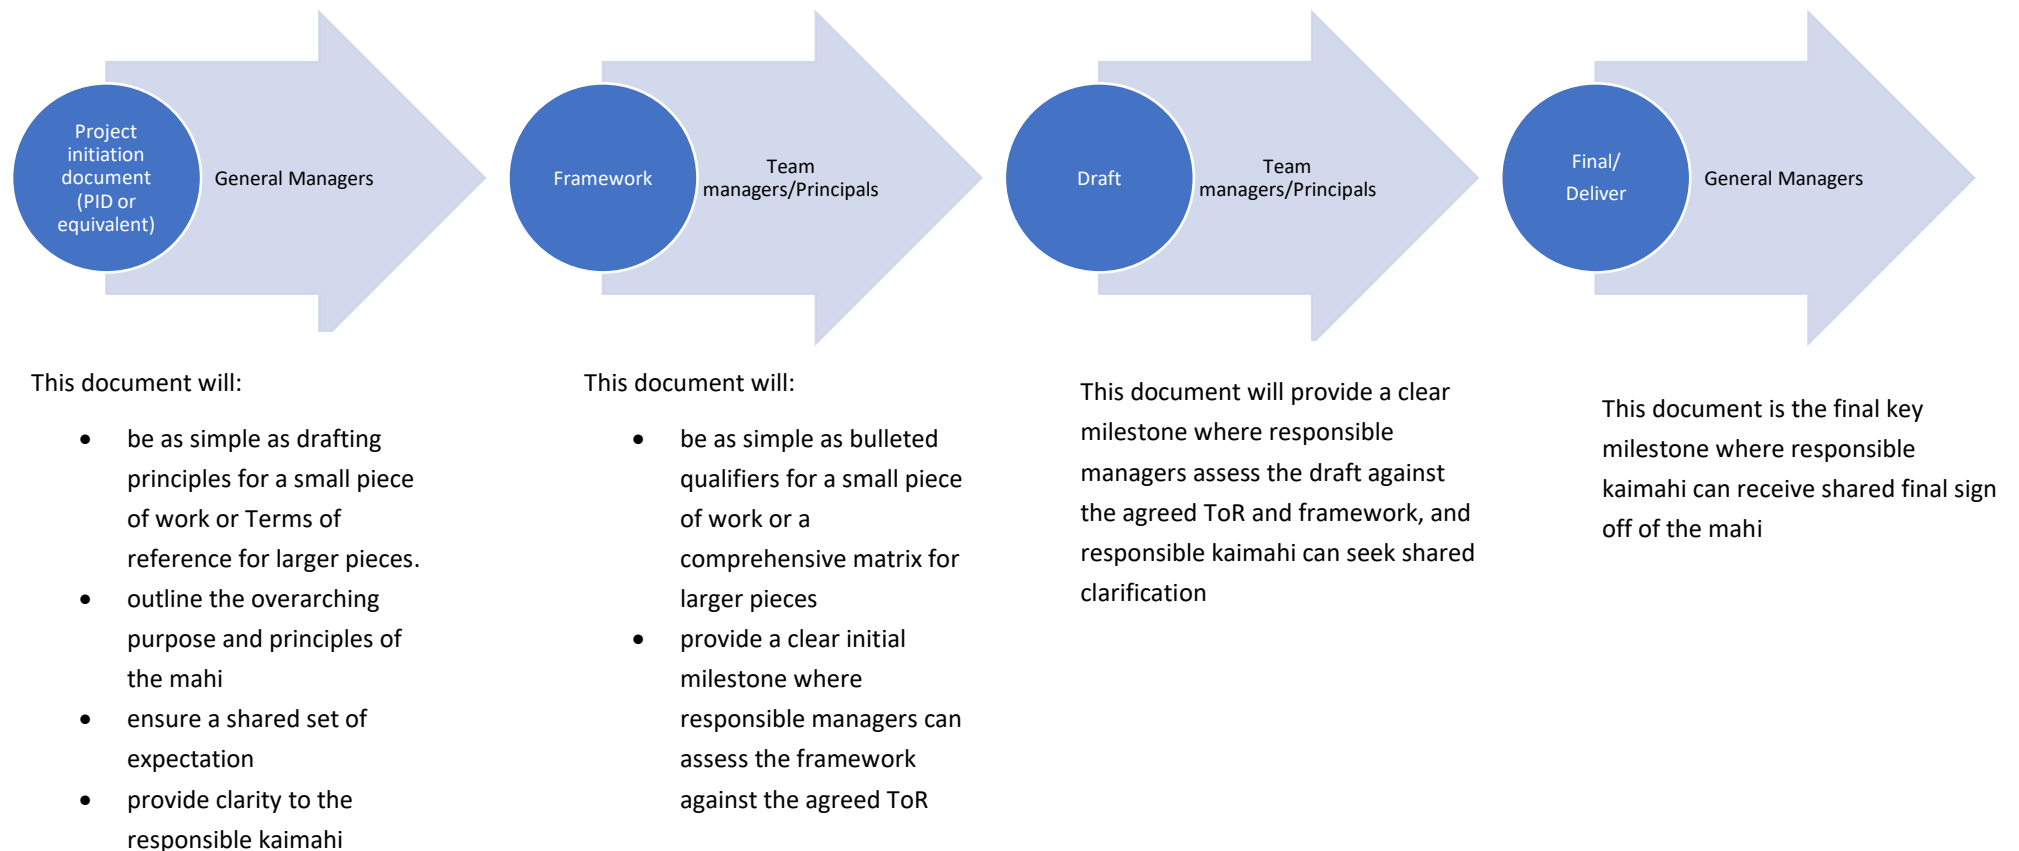 Project
initiation
document
(PID or
equivalent)
General Managers
Framework
Team
managers/Principals
Draft
Team
managers/Principals
Final/
Deliver
General Managers
This document will:
• be as simple as drafting
principles for a small piece
of work or Terms of
reference for larger pieces.
• outline the overarching
purpose and principles of
the mahi
• ensure a shared set of
expectation
• provide clarity to the
responsible kaimahi
This document will:
• be as simple as bulleted
qualifiers for a small piece
of work or a
comprehensive matrix for
larger pieces
• provide a clear initial
milestone where
responsible managers can
assess the framework
against the agreed ToR
This document will provide a clear
milestone where responsible
managers assess the draft against
the agreed ToR and framework, and
responsible kaimahi can seek shared
clarification
This document is the final key
milestone where responsible
kaimahi can receive shared final sign
off of the mahi